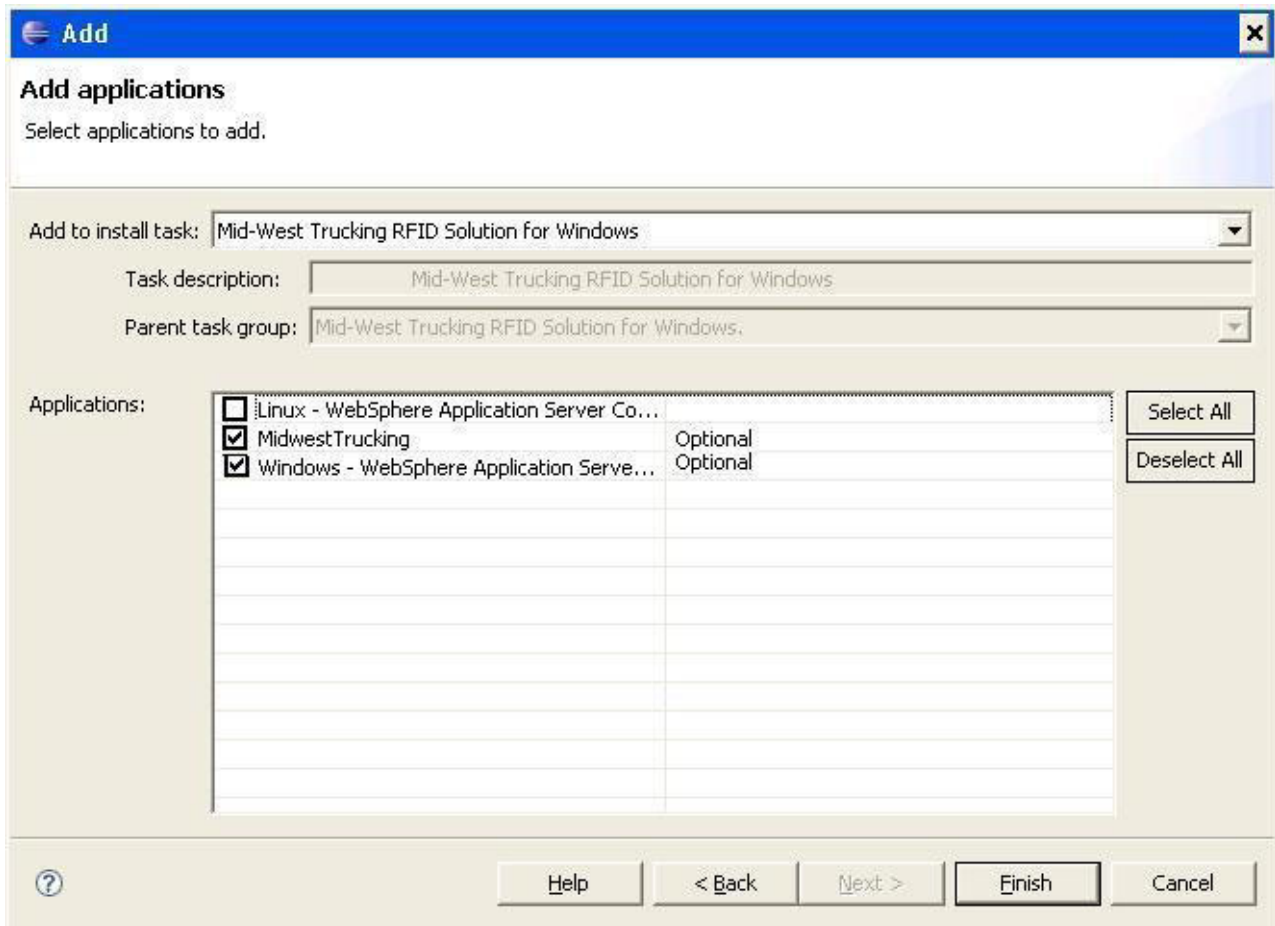 Add
Add applications
Select applications to add.
Add to install task: Mid-West Trucking RFID Solution for Windows
Task description: Mid-West Trucking RFID Solution for Windows
Parent task group: Mid-West Trucking RFID Solution for Windows.
Applications:
Linux - WebSphere Application Server Co...
MidwestTrucking Optional
Windows - WebSphere Application Serve... Optional
Select All
Deselect All
? Help < Back Next > Finish Cancel